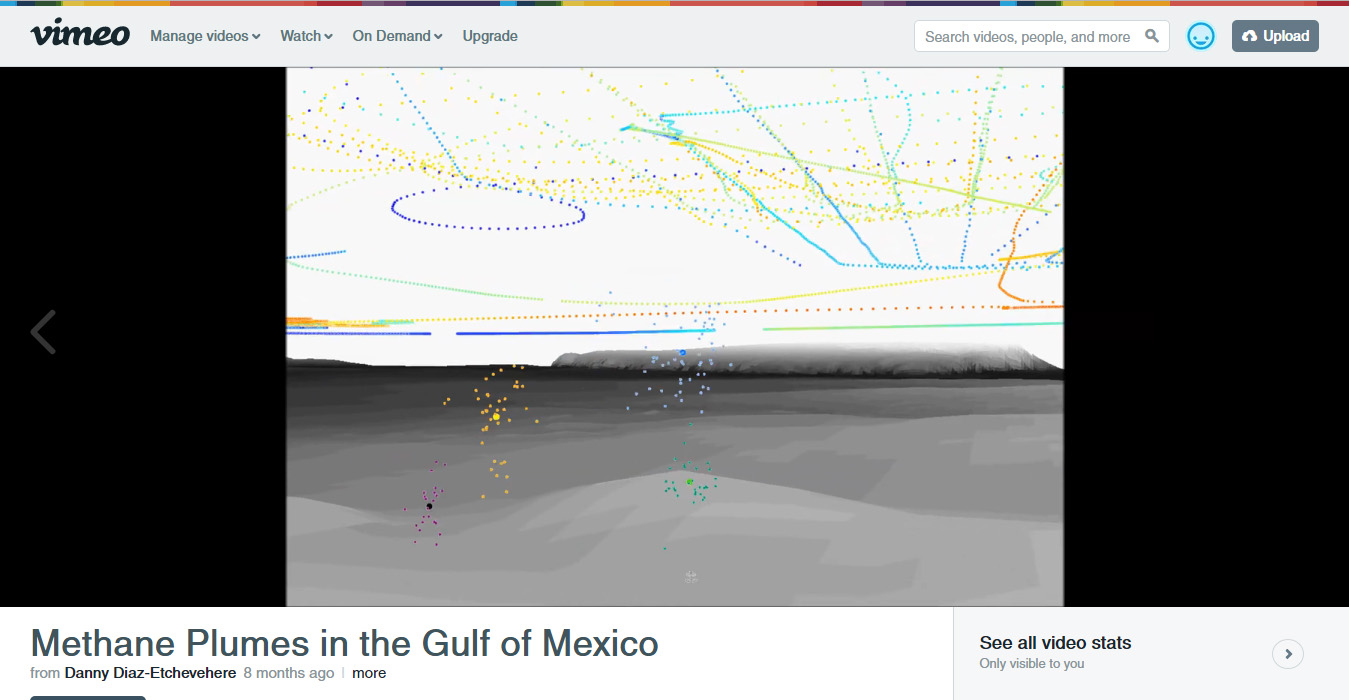 vimeo Manage videos Watch On Demand Upgrade Search videos, people, and more Upload
Methane Plumes in the Gulf of Mexico
from Danny Diaz-Etchevehere 8 months ago | more
See all video stats
Only visible to you